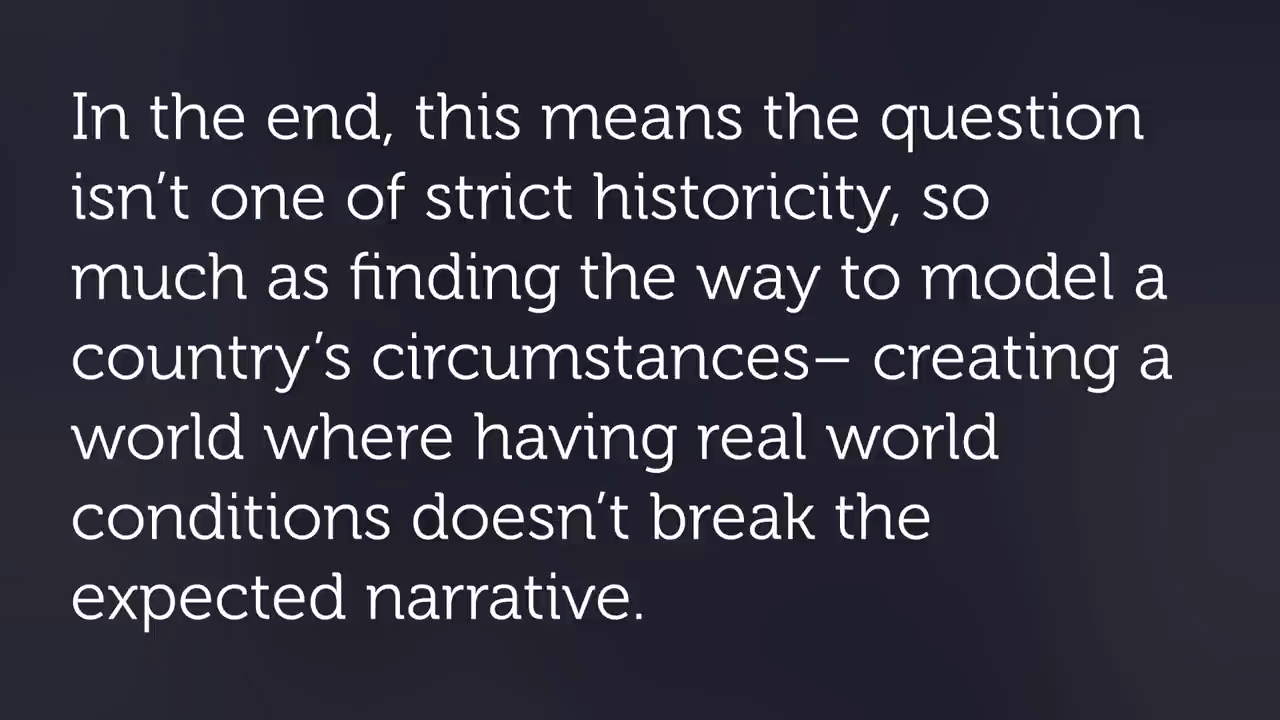 In the end, this means the question
isn’t one of strict historicity, so
much as finding the way to model a
country’s circumstances– creating a
world where having real world
conditions doesn’t break the
expected narrative.